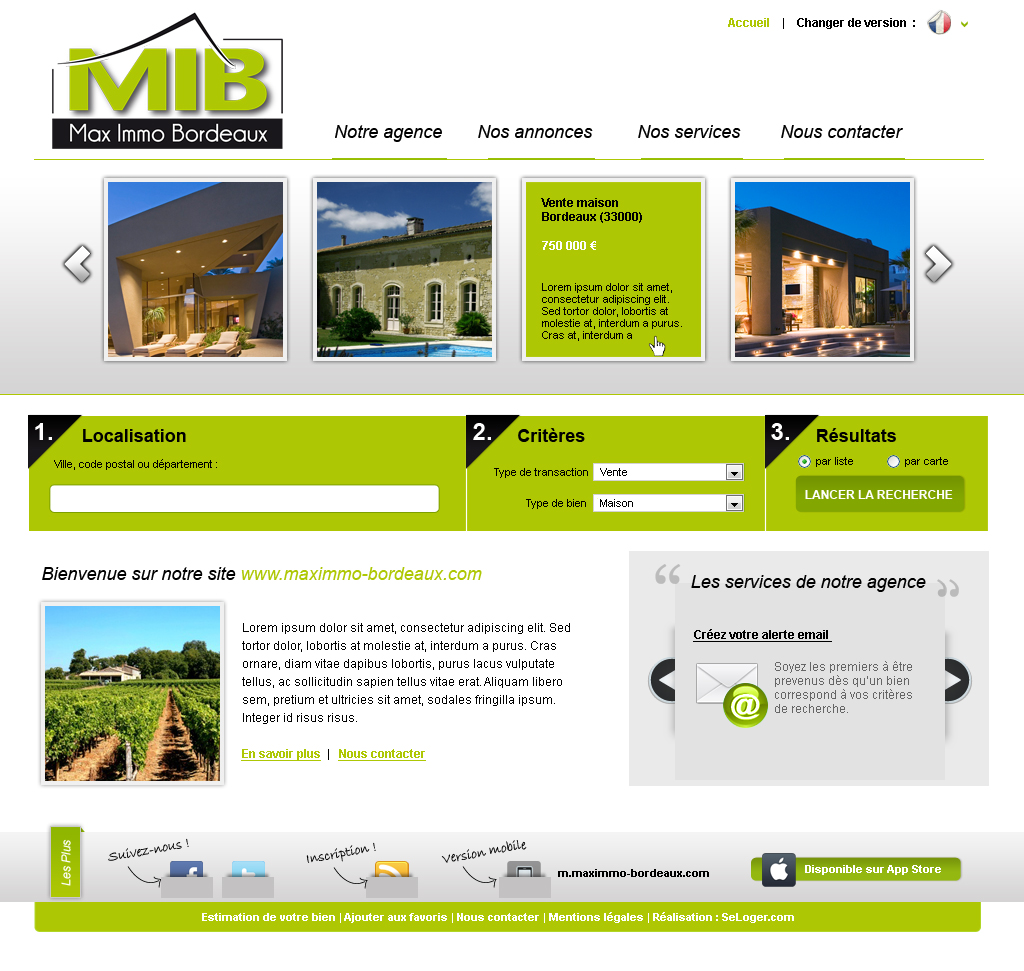 Accueil | Changer de version :
MIB
Max Immo Bordeaux
Notre agence Nos annonces Nos services Nous contacter
Vente maison
Bordeaux (33000)
750 000 €
Lorem ipsum dolor sit amet,
consectetur adipiscing elit.
Sed tortor dolor, lobortis at
molestie at, interdum a purus.
Cras at, interdum a
1. Localisation
Ville, code postal ou département :
2. Critères
Type de transaction Vente
Type de bien Maison
3. Résultats
par liste par carte
LANCER LA RECHERCHE
Bienvenue sur notre site www.maximmo-bordeaux.com
Lorem ipsum dolor sit amet, consectetur adipiscing elit. Sed
tortor dolor, lobortis at molestie at, interdum a purus. Cras
ornare, diam vitae dapibus lobortis, purus lacus vulputate
tellus, ac sollicitudin sapien tellus vitae erat. Aliquam libero
sem, pretium et ultricies sit amet, sodales fringilla ipsum.
Integer id risus risus.
En savoir plus | Nous contacter
“ Les services de notre agence ”
Créez votre alerte email
@
Soyez les premiers à être
prevenus dès qu'un bien
correspond à vos critères
de recherche.
Les Plus
Suivez-nous !
Inscription !
Version mobile
m.maximmo-bordeaux.com
Disponible sur App Store
Estimation de votre bien | Ajouter aux favoris | Nous contacter | Mentions légales | Réalisation : SeLoger.com